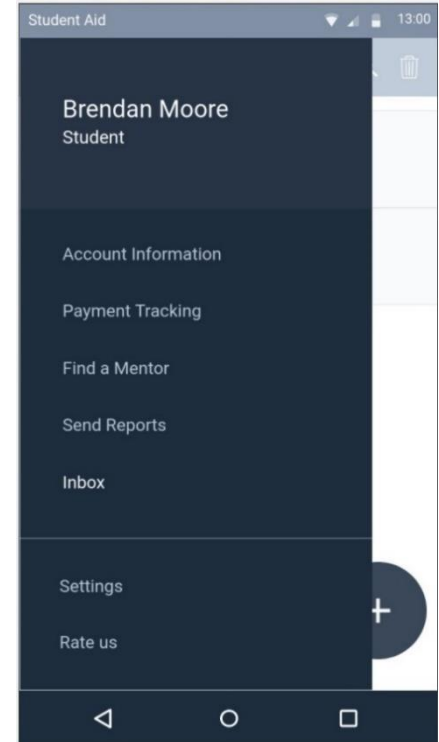 Student Aid 13:00
Brendan Moore
Student
Account Information
Payment Tracking
Find a Mentor
Send Reports
Inbox
Settings
Rate us